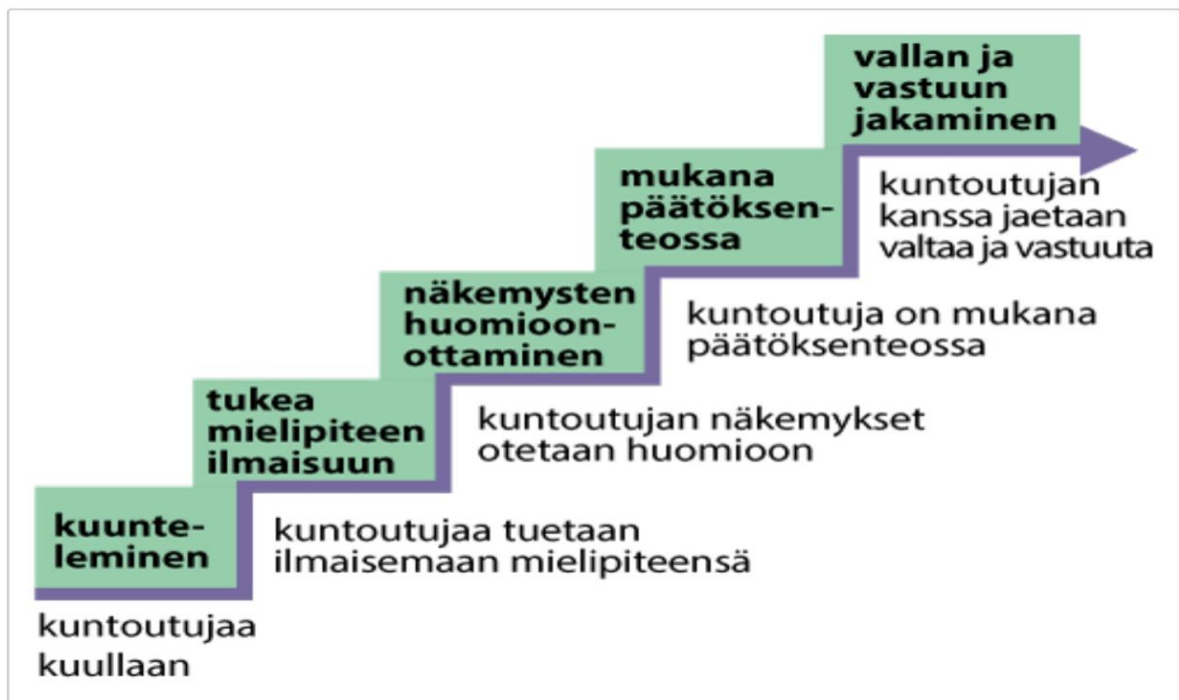 kuunte-
leminen
kuntoutujaa
kuullaan
tukea
mielipiteen
ilmaisuun
kuntoutujaa tuetaan
ilmaisemaan mielipiteensä
näkemysten
huomioon-
ottaminen
kuntoutujan näkemykset
otetaan huomioon
mukana
päätöksen-
teossa
kuntoutuja on mukana
päätöksenteossa
vallan ja
vastuun
jakaminen
kuntoutujan
kanssa jaetaan
valtaa ja vastuuta